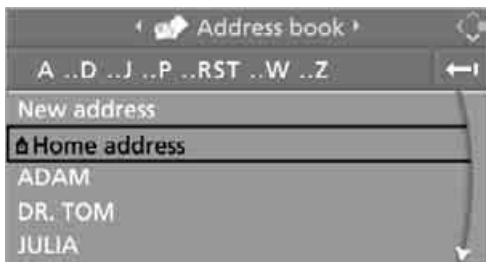 Address book
A ..D ..J ..P ..RST ..W ..Z
New address
Home address
ADAM
DR. TOM
JULIA